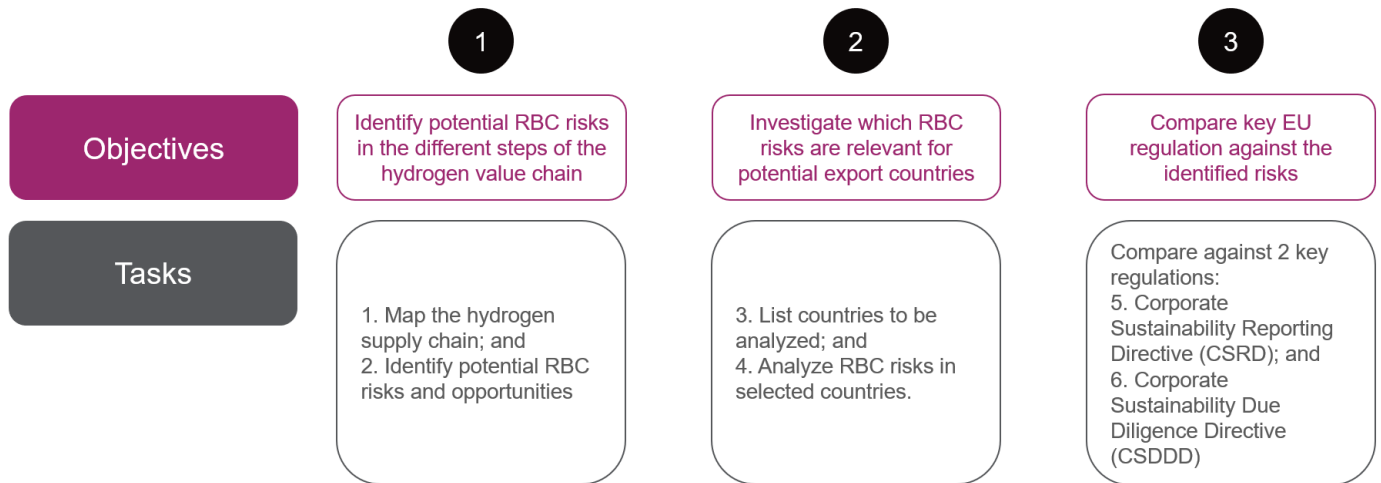 1
2
3
Objectives
Identify potential RBC risks
in the different steps of the
hydrogen value chain
Investigate which RBC
risks are relevant for
potential export countries
Compare key EU
regulation against the
identified risks
Tasks
1. Map the hydrogen
supply chain; and
2. Identify potential RBC
risks and opportunities
3. List countries to be
analyzed; and
4. Analyze RBC risks in
selected countries.
Compare against 2 key
regulations:
5. Corporate
Sustainability Reporting
Directive (CSRD); and
6. Corporate
Sustainability Due
Diligence Directive
(CSDDD)